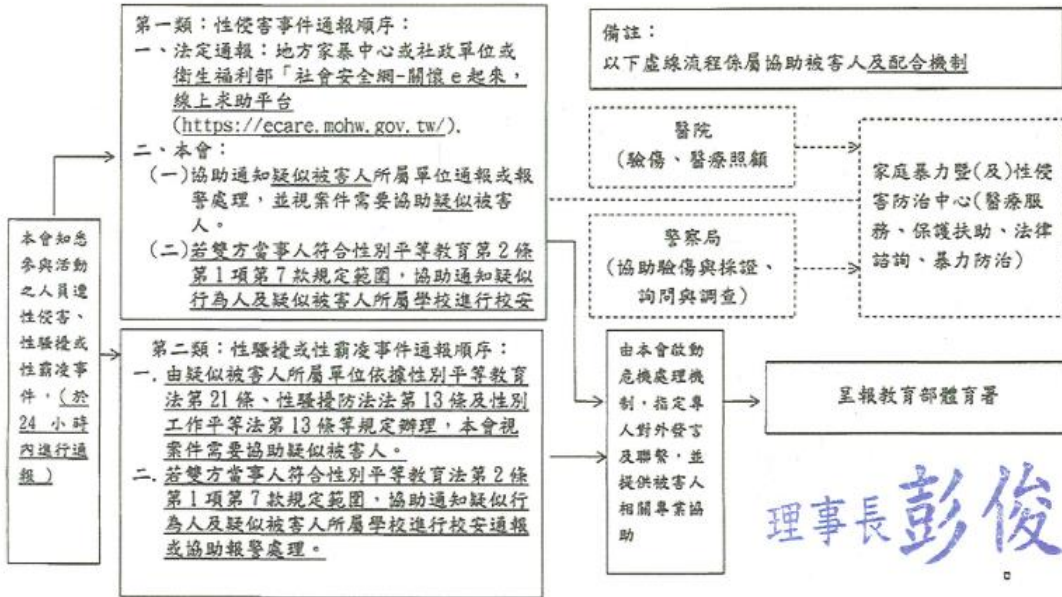 本會知悉
參與活動
之人員遭
性侵害、
性騷擾或
性霸凌事
件，(於
24 小時
內進行通
報)
第一類：性侵害事件通報順序：
一、法定通報：地方家暴中心或社政單位或
衛生福利部「社會安全網-關懷 e 起來，
線上求助平台
(https://ecare.mohw.gov.tw/).
二、本會：
(一)協助通知疑似被害人所屬單位通報或報
警處理，並視案件需要協助疑似被害
人。
(二)若雙方當事人符合性別平等教育第 2 條
第 1 項第 7 款規定範圍，協助通知疑似
行為人及疑似被害人所屬學校進行校安
第二類：性騷擾或性霸凌事件通報順序：
一. 由疑似被害人所屬單位依據性別平等教育
法第 21 條、性騷擾防法法第 13 條及性別
工作平等法第 13 條等規定辦理，本會視
案件需要協助疑似被害人。
二. 若雙方當事人符合性別平等教育法第 2 條
第 1 項第 7 款規定範圍，協助通知疑似行
為人及疑似被害人所屬學校進行校安通報
或協助報警處理。
備註：
以下虛線流程係屬協助被害人及配合機制
醫院
(驗傷、醫療照顧
警察局
(協助驗傷與採證、
詢問與調查)
家庭暴力暨(及)性侵
害防治中心(醫療服
務、保護扶助、法律
諮詢、暴力防治)
由本會啟動
危機處理機
制，指定專
人對外發言
及聯繫，並
提供被害人
相關專業協
助
呈報教育部體育署
理事長彭俊